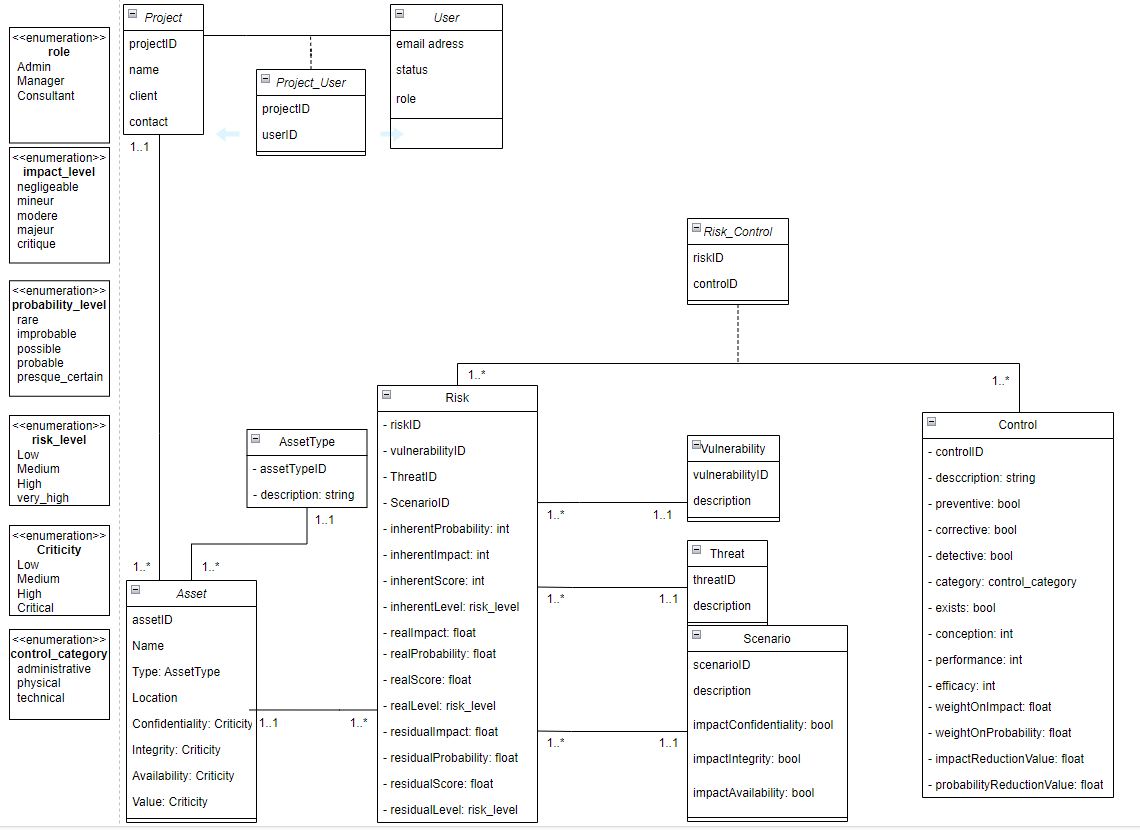 <<enumeration>>
role
Admin
Manager
Consultant
<<enumeration>>
impact_level
negligeable
mineur
modere
majeur
critique
<<enumeration>>
probability_level
rare
improbable
possible
probable
presque_certain
<<enumeration>>
risk_level
Low
Medium
High
very_high
<<enumeration>>
Criticity
Low
Medium
High
Critical
<<enumeration>>
control_category
administrative
physical
technical
Project
projectID
name
client
contact
1..1
User
email adress
status
role
Project_User
projectID
userID
Risk_Control
riskID
controID
1..*
1..*
AssetType
- assetTypeID
- description: string
1..1
1..*
1..*
Asset
assetID
Name
Type: AssetType
Location
Confidentiality: Criticity
Integrity: Criticity
Availability: Criticity
Value: Criticity
1..1
1..*
Risk
- riskID
- vulnerabilityID
- ThreatID
- ScenarioID
- inherentProbability: int
- inherentImpact: int
- inherentScore: int
- inherentLevel: risk_level
- realImpact: float
- realProbability: float
- realScore: float
- realLevel: risk_level
- residualImpact: float
- residualProbability: float
- residualScore: float
- residualLevel: risk_level
1..*
1..1
1..*
1..1
1..*
1..1
Vulnerability
vulnerabilityID
description
Threat
threatID
description
Scenario
scenarioID
description
impactConfidentiality: bool
impactIntegrity: bool
impactAvailability: bool
Control
- controlID
- desccription: string
- preventive: bool
- corrective: bool
- detective: bool
- category: control_category
- exists: bool
- conception: int
- performance: int
- efficacy: int
- weightOnImpact: float
- weightOnProbability: float
- impactReductionValue: float
- probabilityReductionValue: float